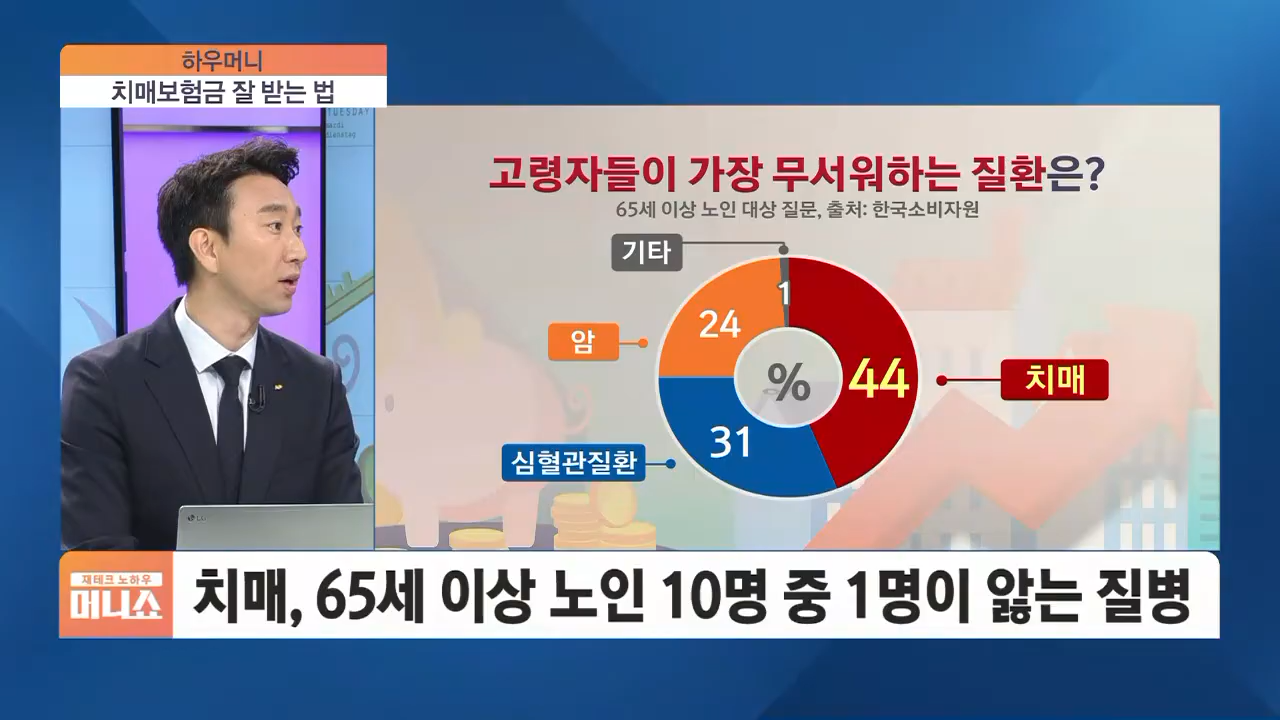 하우머니
치매보험금 잘 받는 법
TUESDAY
mardi
dienstag
고령자들이 가장 무서워하는 질환은?
65세 이상 노인 대상 질문, 출처: 한국소비자원
기타
1
암
24
%
44
치매
심혈관질환
31
LG
재테크 노하우
머니쇼
치매, 65세 이상 노인 10명 중 1명이 앓는 질병